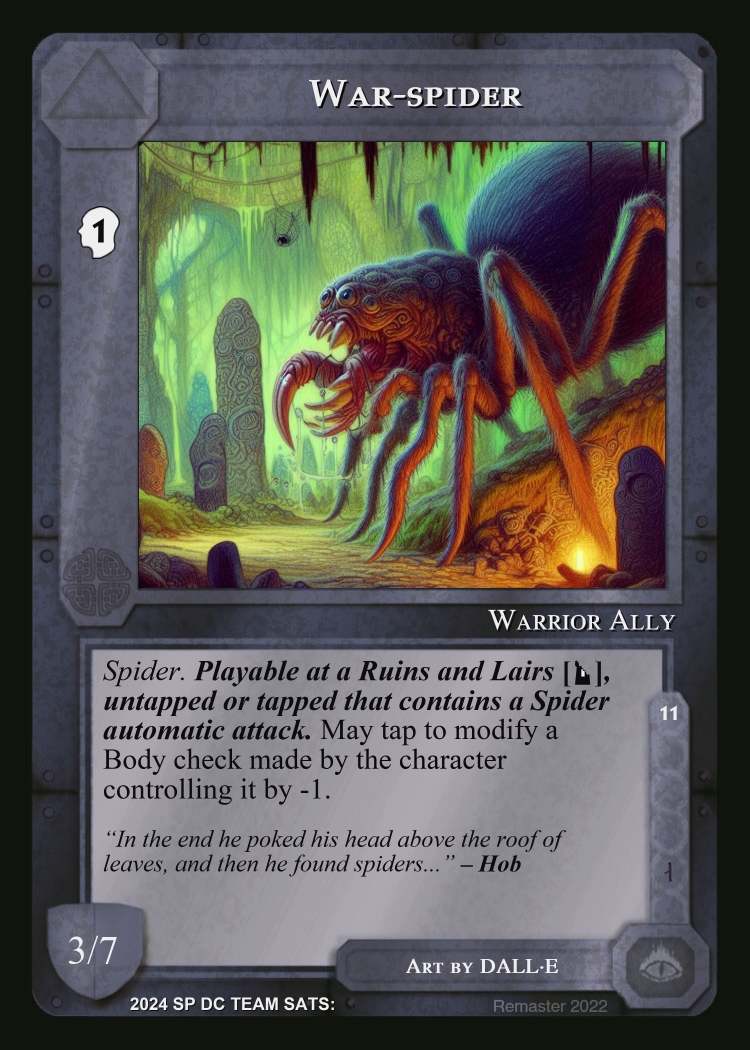 War-spider
1
Warrior Ally
Spider. Playable at a Ruins and Lairs [ ],
untapped or tapped that contains a Spider
automatic attack. May tap to modify a
Body check made by the character
controlling it by -1.
11
“In the end he poked his head above the roof of
leaves, and then he found spiders...” – Hob
3/7
Art by DALL·E
2024 SP DC TEAM SATS:
Remaster 2022